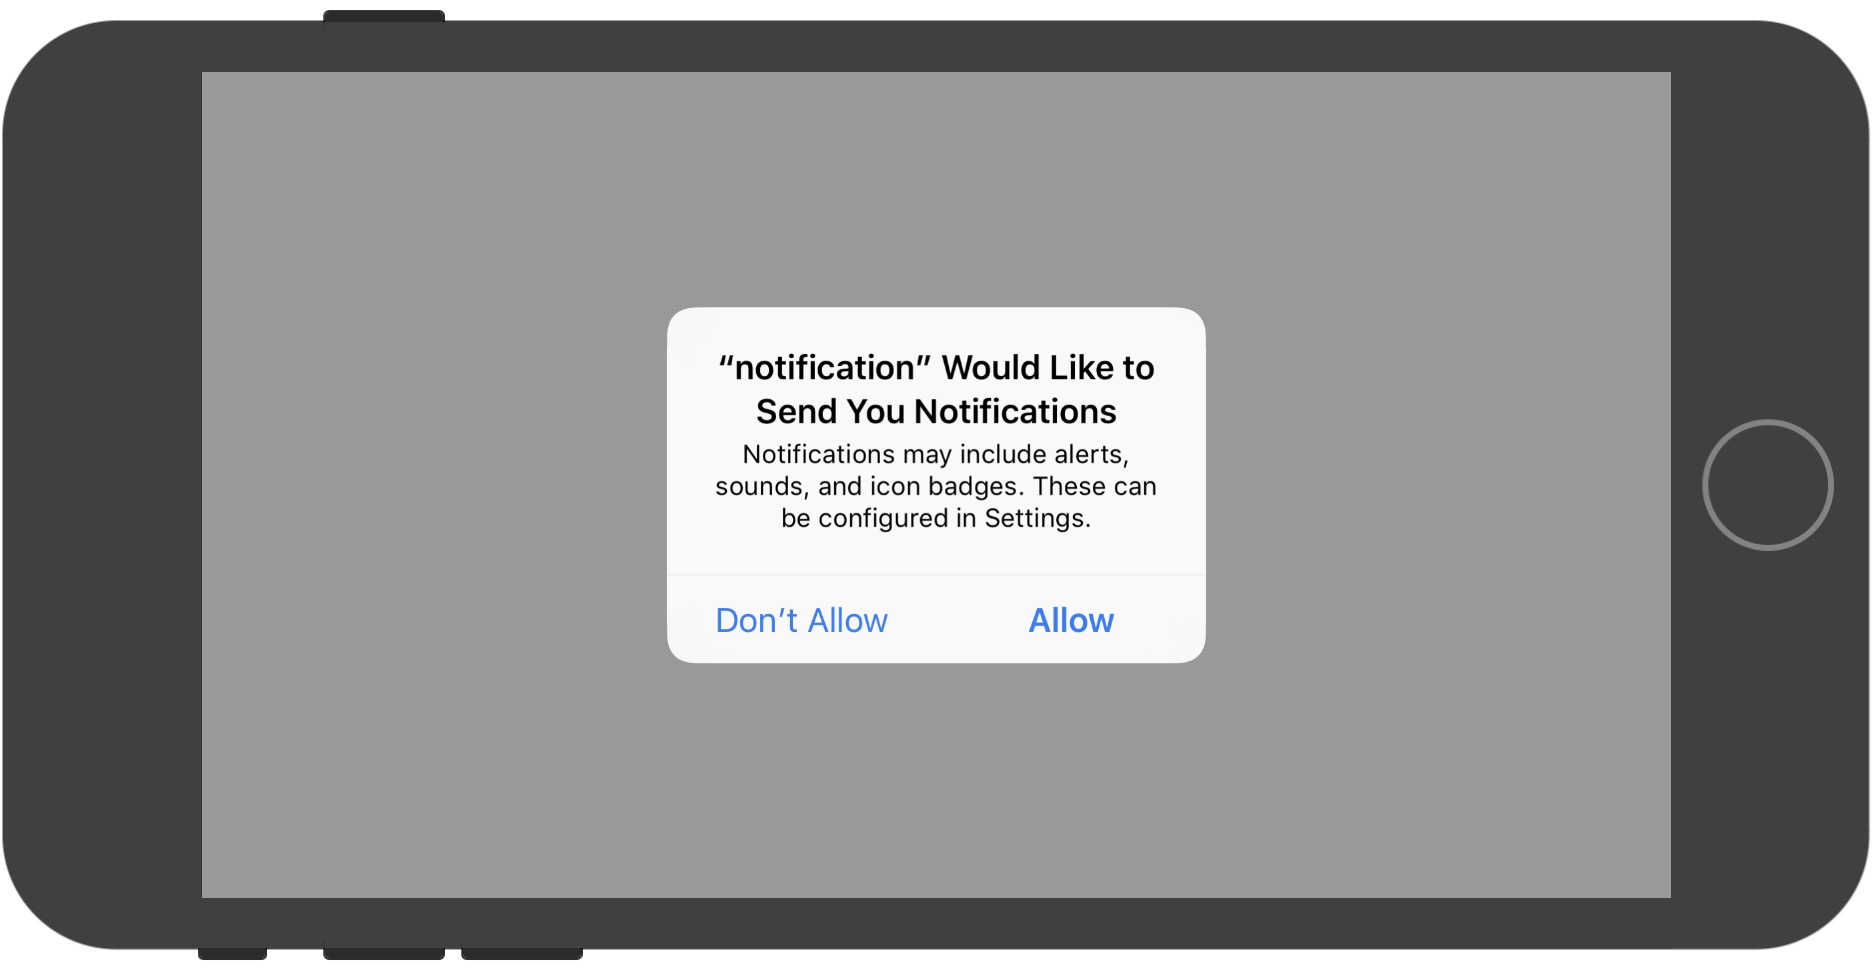 “notification” Would Like to
Send You Notifications
Notifications may include alerts,
sounds, and icon badges. These can
be configured in Settings.
Don’t Allow
Allow